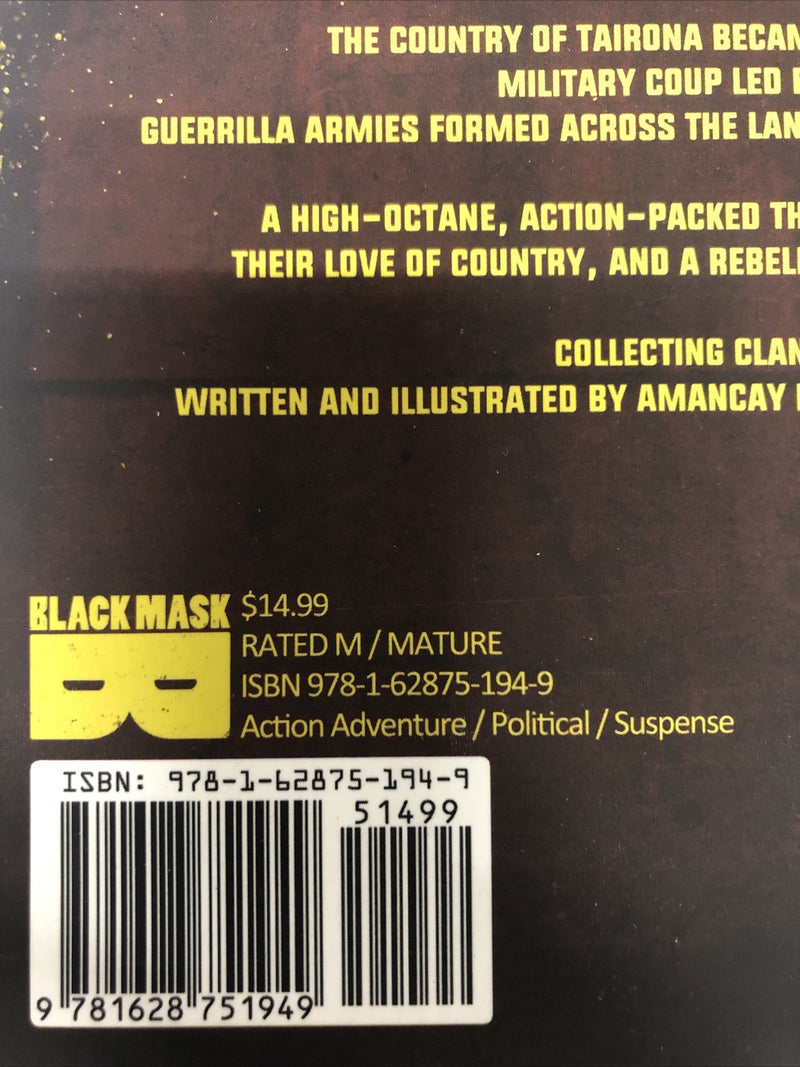 THE COUNTRY OF TAIRONA BECAM
MILITARY COUP LED
GUERRILLA ARMIES FORMED ACROSS THE LAN
A HIGH-OCTANE, ACTION-PACKED TH
THEIR LOVE OF COUNTRY, AND A REBELL
COLLECTING CLAN
WRITTEN AND ILLUSTRATED BY AMANCAY
BLACK MASK
$14.99
RATED M / MATURE
ISBN 978-1-62875-194-9
Action Adventure / Political / Suspense
ISBN: 978-1-62875-194-9
51499
9 781628 751949